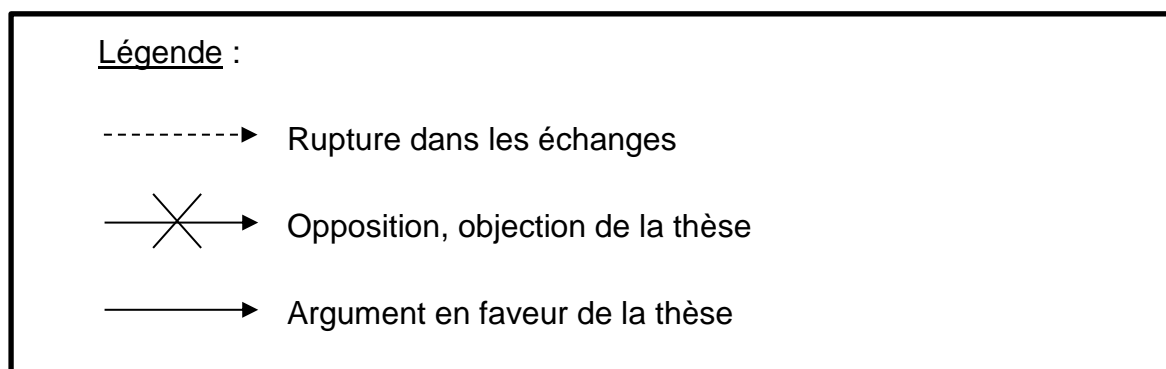 Légende :
Rupture dans les échanges
Opposition, objection de la thèse
Argument en faveur de la thèse